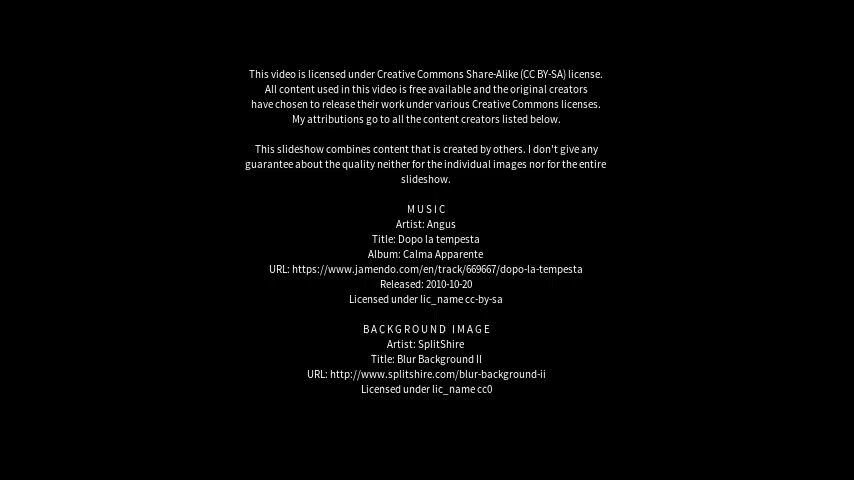 This video is licensed under Creative Commons Share-Alike (CC BY-SA) license.
All content used in this video is free available and the original creators
have chosen to release their work under various Creative Commons licenses.
My attributions go to all the content creators listed below.
This slideshow combines content that is created by others. I don't give any
guarantee about the quality neither for the individual images nor for the entire
slideshow.
MUSIC
Artist: Angus
Title: Dopo la tempesta
Album: Calma Apparente
URL: https://www.jamendo.com/en/track/669667/dopo-la-tempesta
Released: 2010-10-20
Licensed under lic_name cc-by-sa
BACKGROUND IMAGE
Artist: SplitShire
Title: Blur Background II
URL: http://www.splitshire.com/blur-background-ii
Licensed under lic_name cc0